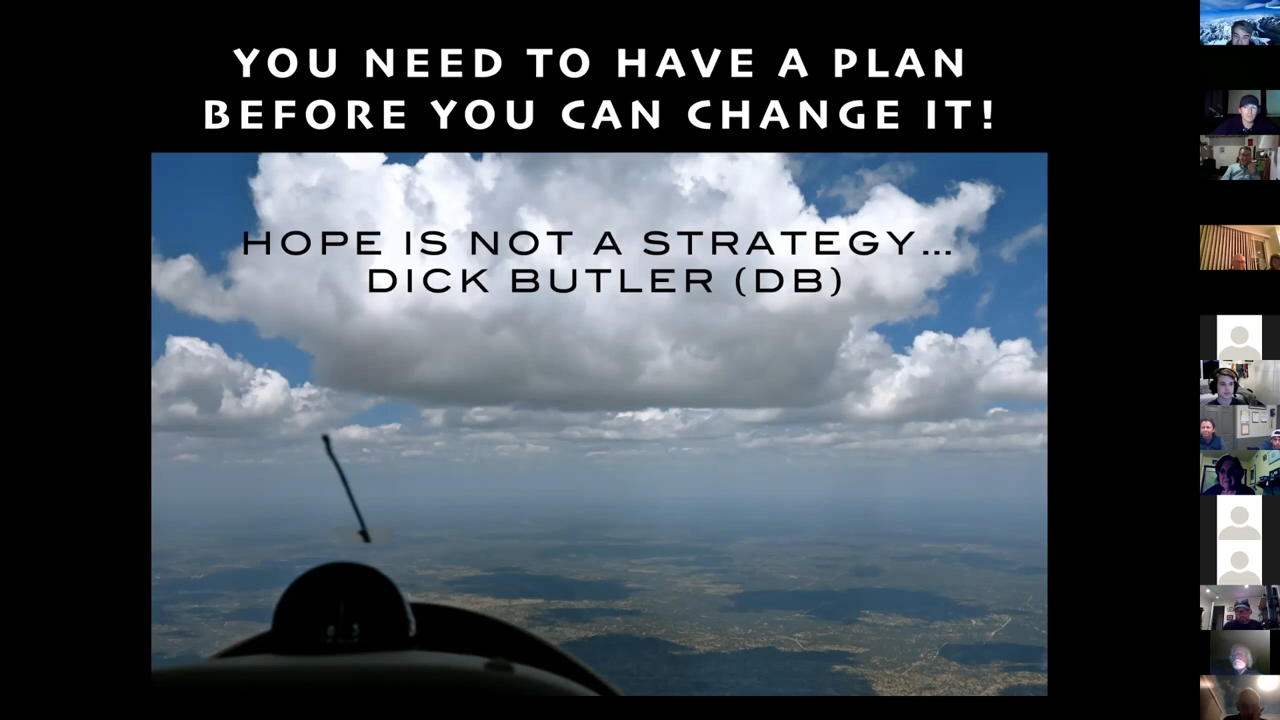 YOU NEED TO HAVE A PLAN
BEFORE YOU CAN CHANGE IT!
HOPE IS NOT A STRATEGY...
DICK BUTLER (DB)